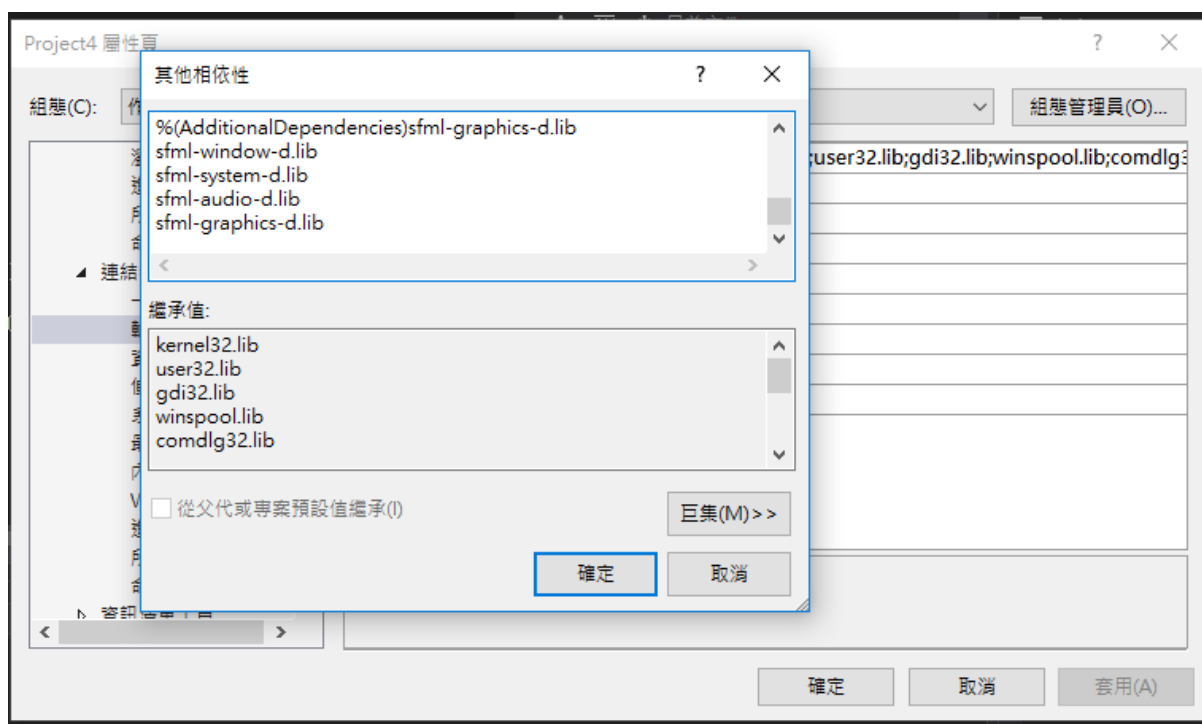 Project4 屬性頁
?
其他相依性
?
組態(C):
組態管理員(O)...
%(AdditionalDependencies)sfml-graphics-d.lib
sfml-window-d.lib
sfml-system-d.lib
sfml-audio-d.lib
sfml-graphics-d.lib
;user32.lib;gdi32.lib;winspool.lib;comdlg3
連結
繼承值:
kernel32.lib
user32.lib
gdi32.lib
winspool.lib
comdlg32.lib
從父代或專案預設值繼承(I)
巨集(M)>>
確定
取消
確定
取消
套用(A)